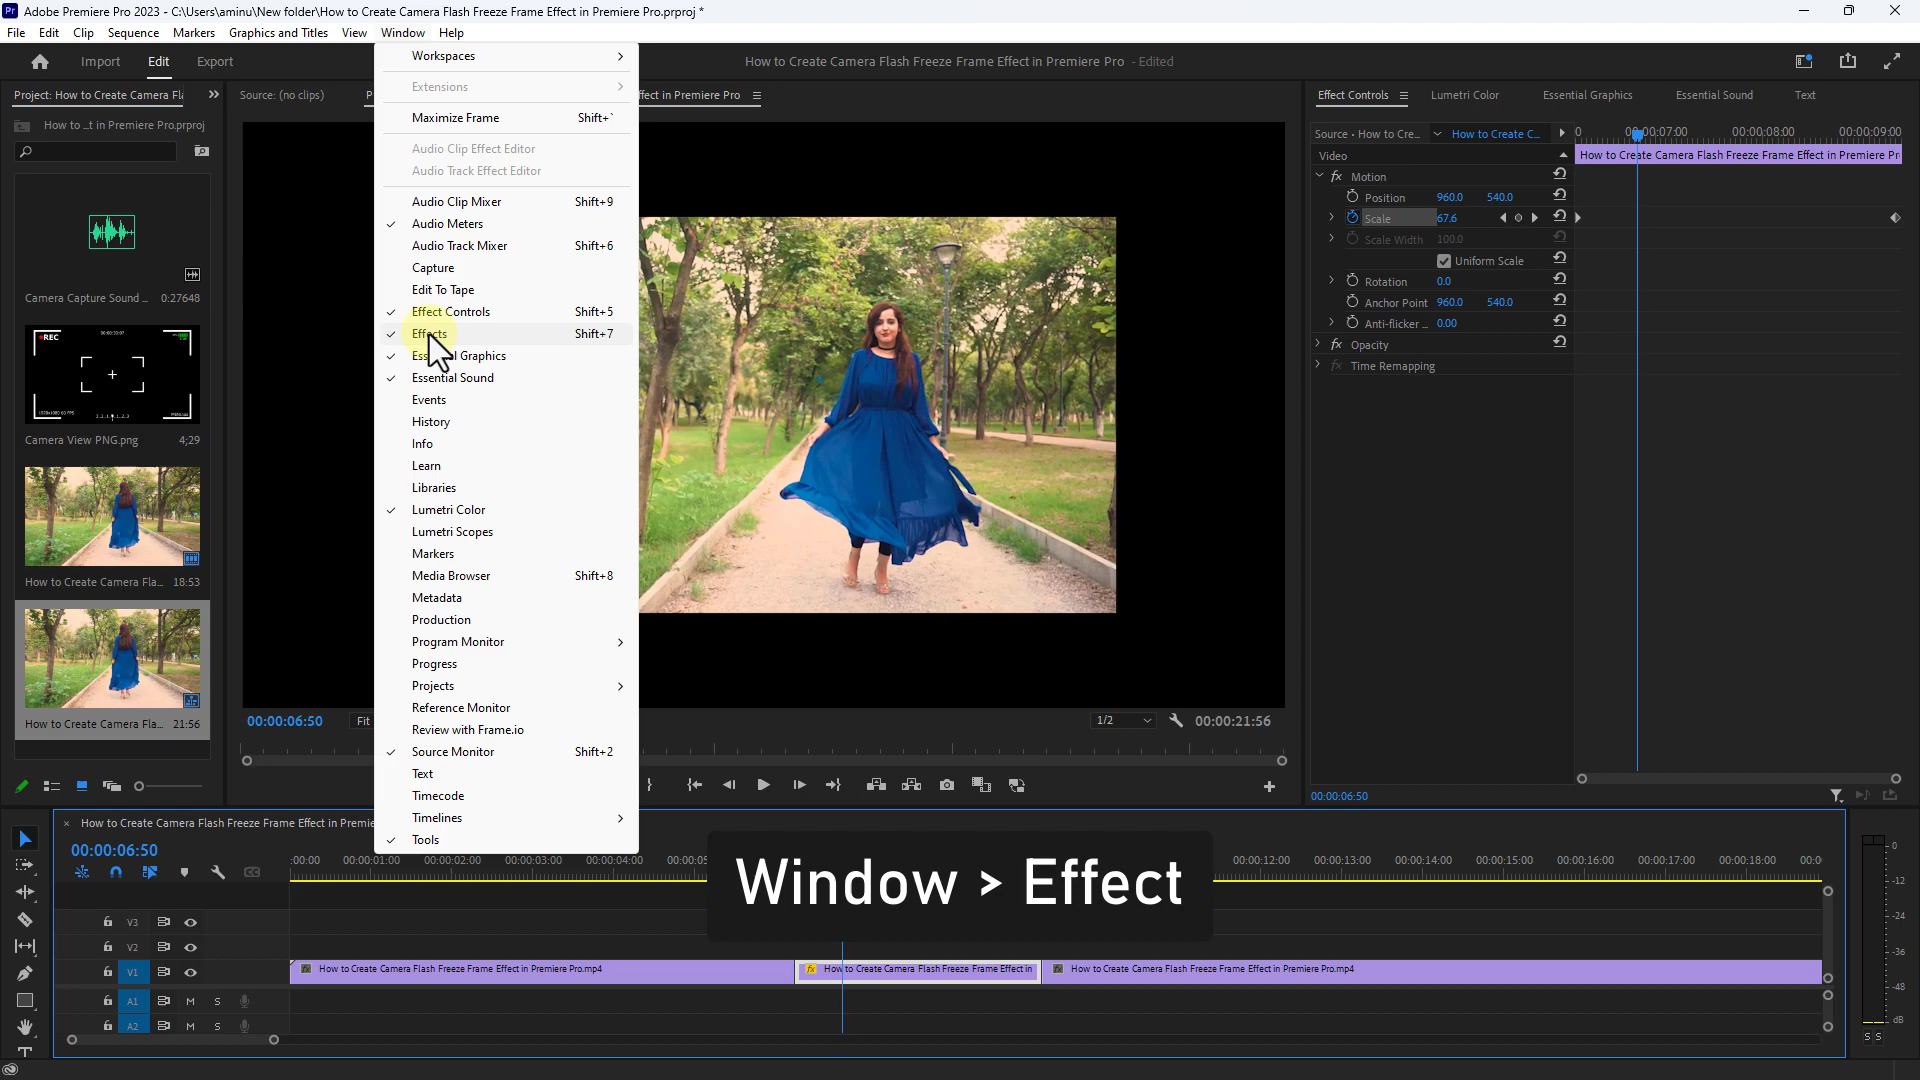 Adobe Premiere Pro 2023 - C:\Users\aminu\New folder\How to Create Camera Flash Freeze Frame Effect in Premiere Pro.prproj *
File Edit Clip Sequence Markers Graphics and Titles View Window Help
Import Edit Export
How to Create Camera Flash Freeze Frame Effect in Premiere Pro - Edited
Project: How to Create Camera Fl
How to ...t in Premiere Pro.prproj
Camera Capture Sound ... 0:27648
REC
Camera View PNG.png 4;29
How to Create Camera Fla... 18:53
How to Create Camera Fla... 21:56
Source: (no clips)
ffect in Premiere Pro
Workspaces
Extensions
Maximize Frame Shift+`
Audio Clip Effect Editor
Audio Track Effect Editor
Audio Clip Mixer Shift+9
Audio Meters
Audio Track Mixer Shift+6
Capture
Edit To Tape
Effect Controls Shift+5
Effects Shift+7
Essential Graphics
Essential Sound
Events
History
Info
Learn
Libraries
Lumetri Color
Lumetri Scopes
Markers
Media Browser Shift+8
Metadata
Production
Program Monitor
Progress
Projects
Reference Monitor
Review with Frame.io
Source Monitor Shift+2
Text
Timecode
Timelines
Tools
00:00:06:50 Fit 1/2 00:00:21:56
Effect Controls Lumetri Color Essential Graphics Essential Sound Text
Source • How to Cre... How to Create C...
00:00:07:00 00:00:08:00 00:00:09:00
Video
How to Create Camera Flash Freeze Frame Effect in Premiere Pr
fx Motion
Position 960.0 540.0
Scale 67.6
Scale Width 100.0
Uniform Scale
Rotation 0.0
Anchor Point 960.0 540.0
Anti-flicker ... 0.00
fx Opacity
fx Time Remapping
00:00:06:50
How to Create Camera Flash Freeze Frame Effect in Premie
00:00:06:50
:00:00 00:00:01:00 00:00:02:00 00:00:03:00 00:00:04:00 00:00:05 00:00:12:00 00:00:13:00 00:00:14:00 00:00:15:00 00:00:16:00 00:00:17:00 00:00:18:00 00:0
Window > Effect
V3
V2
V1
fx How to Create Camera Flash Freeze Frame Effect in Premiere Pro.mp4
fx How to Create Camera Flash Freeze Frame Effect in
fx How to Create Camera Flash Freeze Frame Effect in Premiere Pro.mp4
A1 M S
A2 M S
0
-12
-24
-36
-48
dB
S S